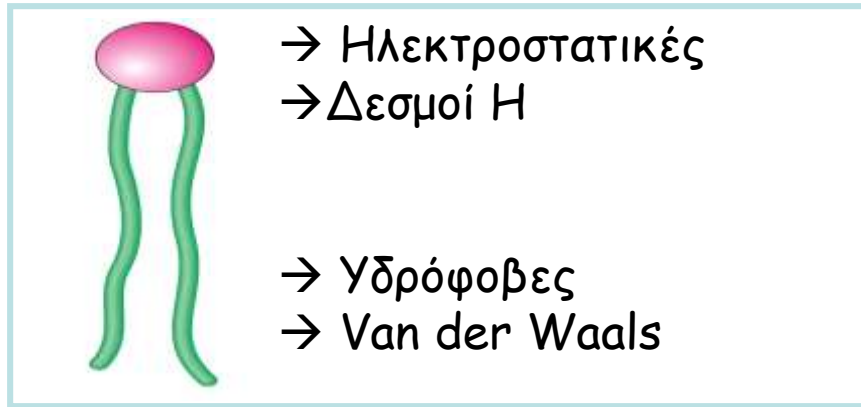 → Ηλεκτροστατικές
→Δεσμοί Η
→ Υδρόφοβες
→ Van der Waals